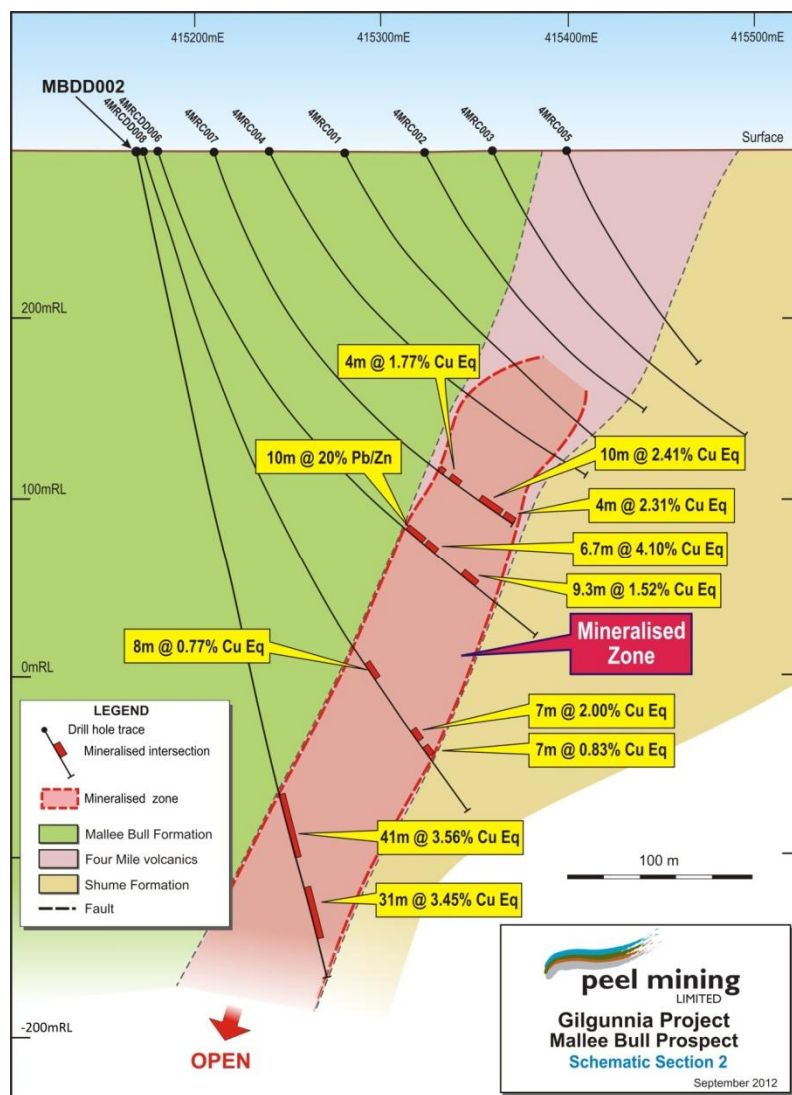 415200mE
415300mE
415400mE
415500mE
MBDD002
4MRCDD008
4MRCDD006
4MRC007
4MRC004
4MRC001
4MRC002
4MRC003
4MRC005
Surface
200mRL
4m @ 1.77% Cu Eq
10m @ 20% Pb/Zn
10m @ 2.41% Cu Eq
100mRL
4m @ 2.31% Cu Eq
6.7m @ 4.10% Cu Eq
9.3m @ 1.52% Cu Eq
Mineralised
Zone
8m @ 0.77% Cu Eq
0mRL
7m @ 2.00% Cu Eq
7m @ 0.83% Cu Eq
LEGEND
Drill hole trace
Mineralised intersection
Mineralised zone
Mallee Bull Formation
Four Mile volcanics
Shume Formation
Fault
41m @ 3.56% Cu Eq
31m @ 3.45% Cu Eq
100 m
-200mRL
OPEN
peel mining
LIMITED
Gilgunnia Project
Mallee Bull Prospect
Schematic Section 2
September 2012